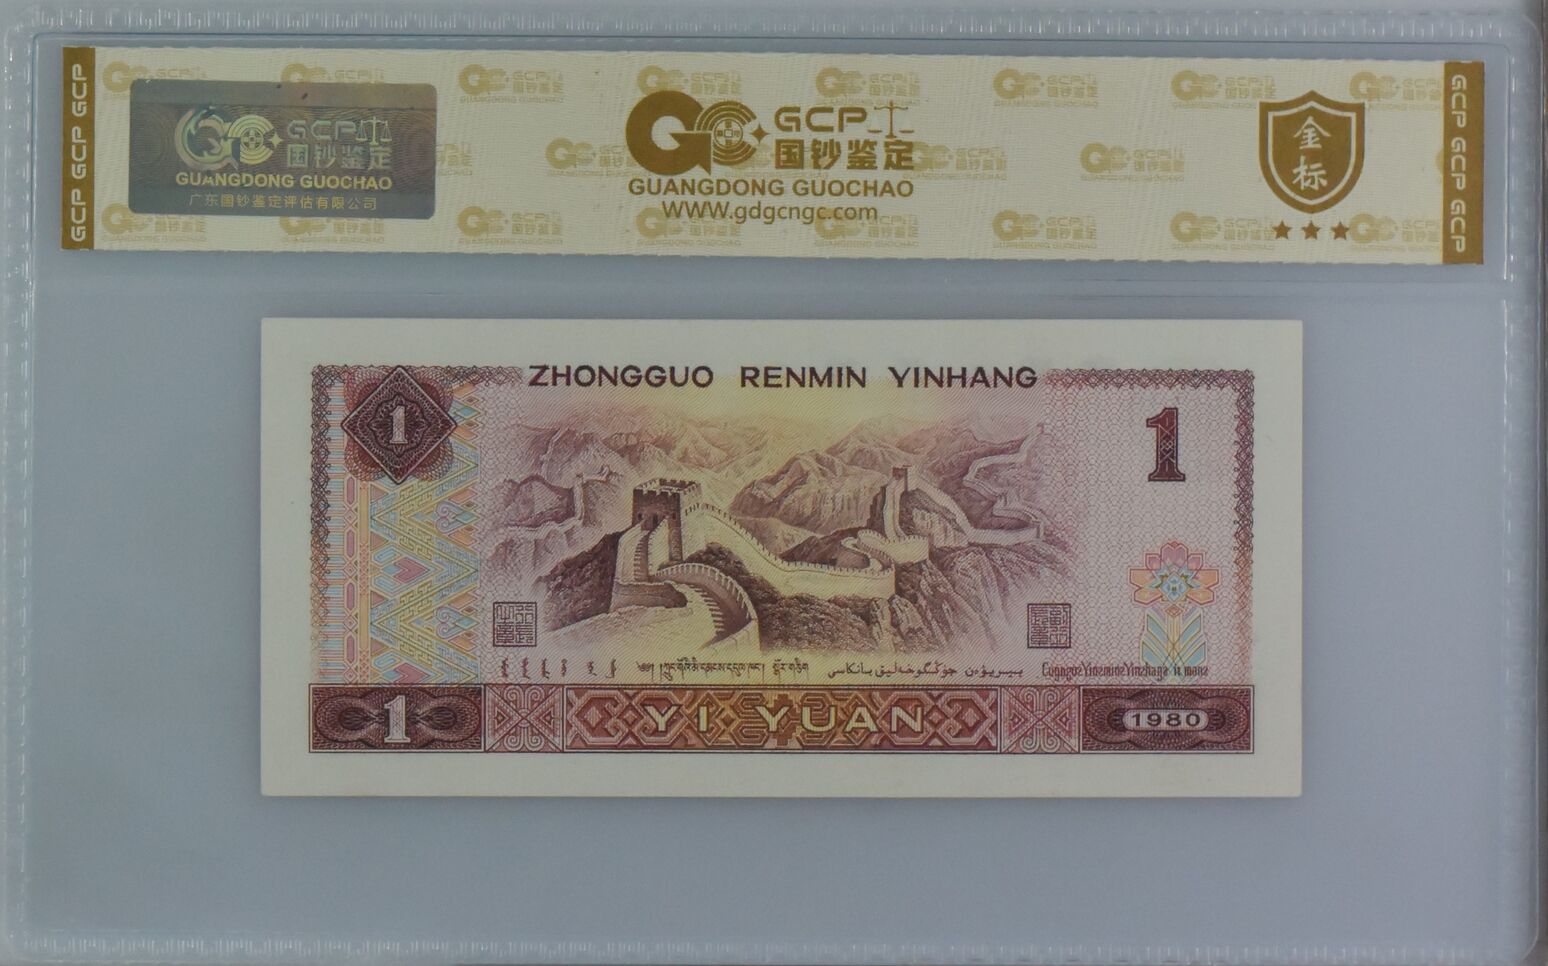 GCP GCP GCP
GCP 国钞鉴定
GUANGDONG GUOCHAO
广东国钞鉴定评估有限公司
GCP 国钞鉴定
GUANGDONG GUOCHAO
WWW.gdgcngc.com
金标
GCP GCP GCP
ZHONGGUO RENMIN YINHANG
1
1
1
YI YUAN
1980